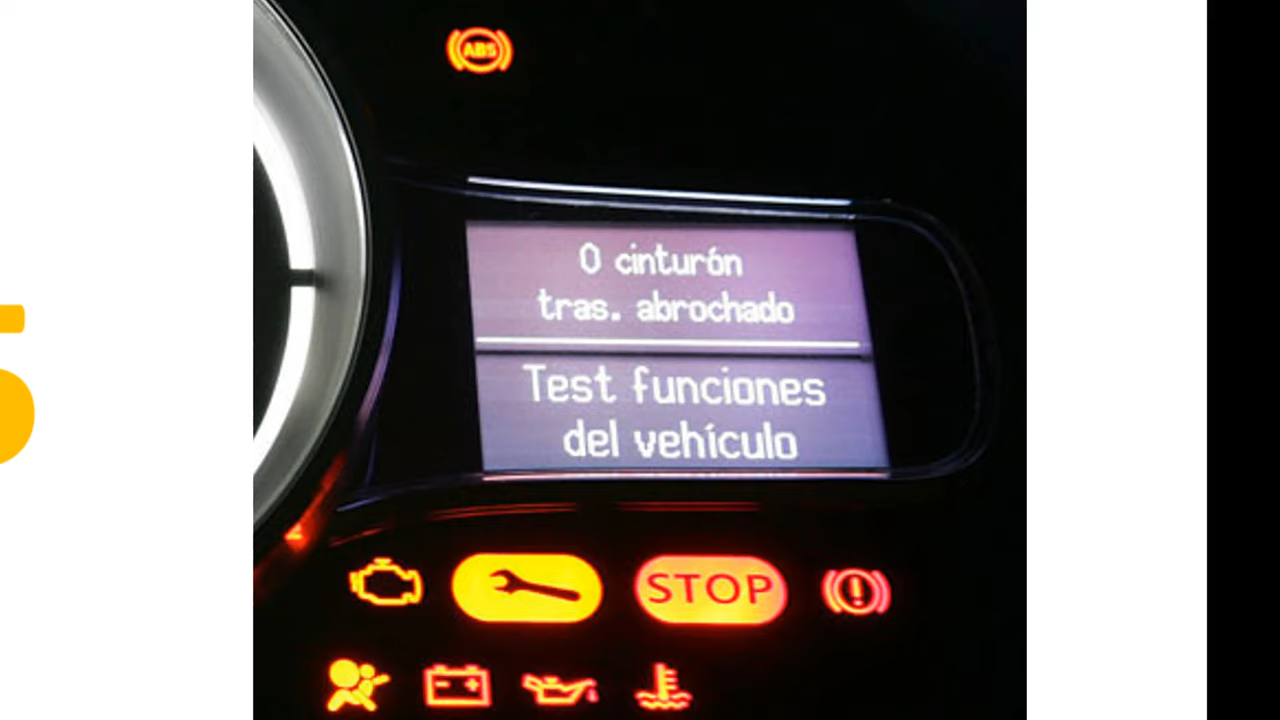 ABS
0 cinturón
tras. abrochado
Test funciones
del vehículo
STOP